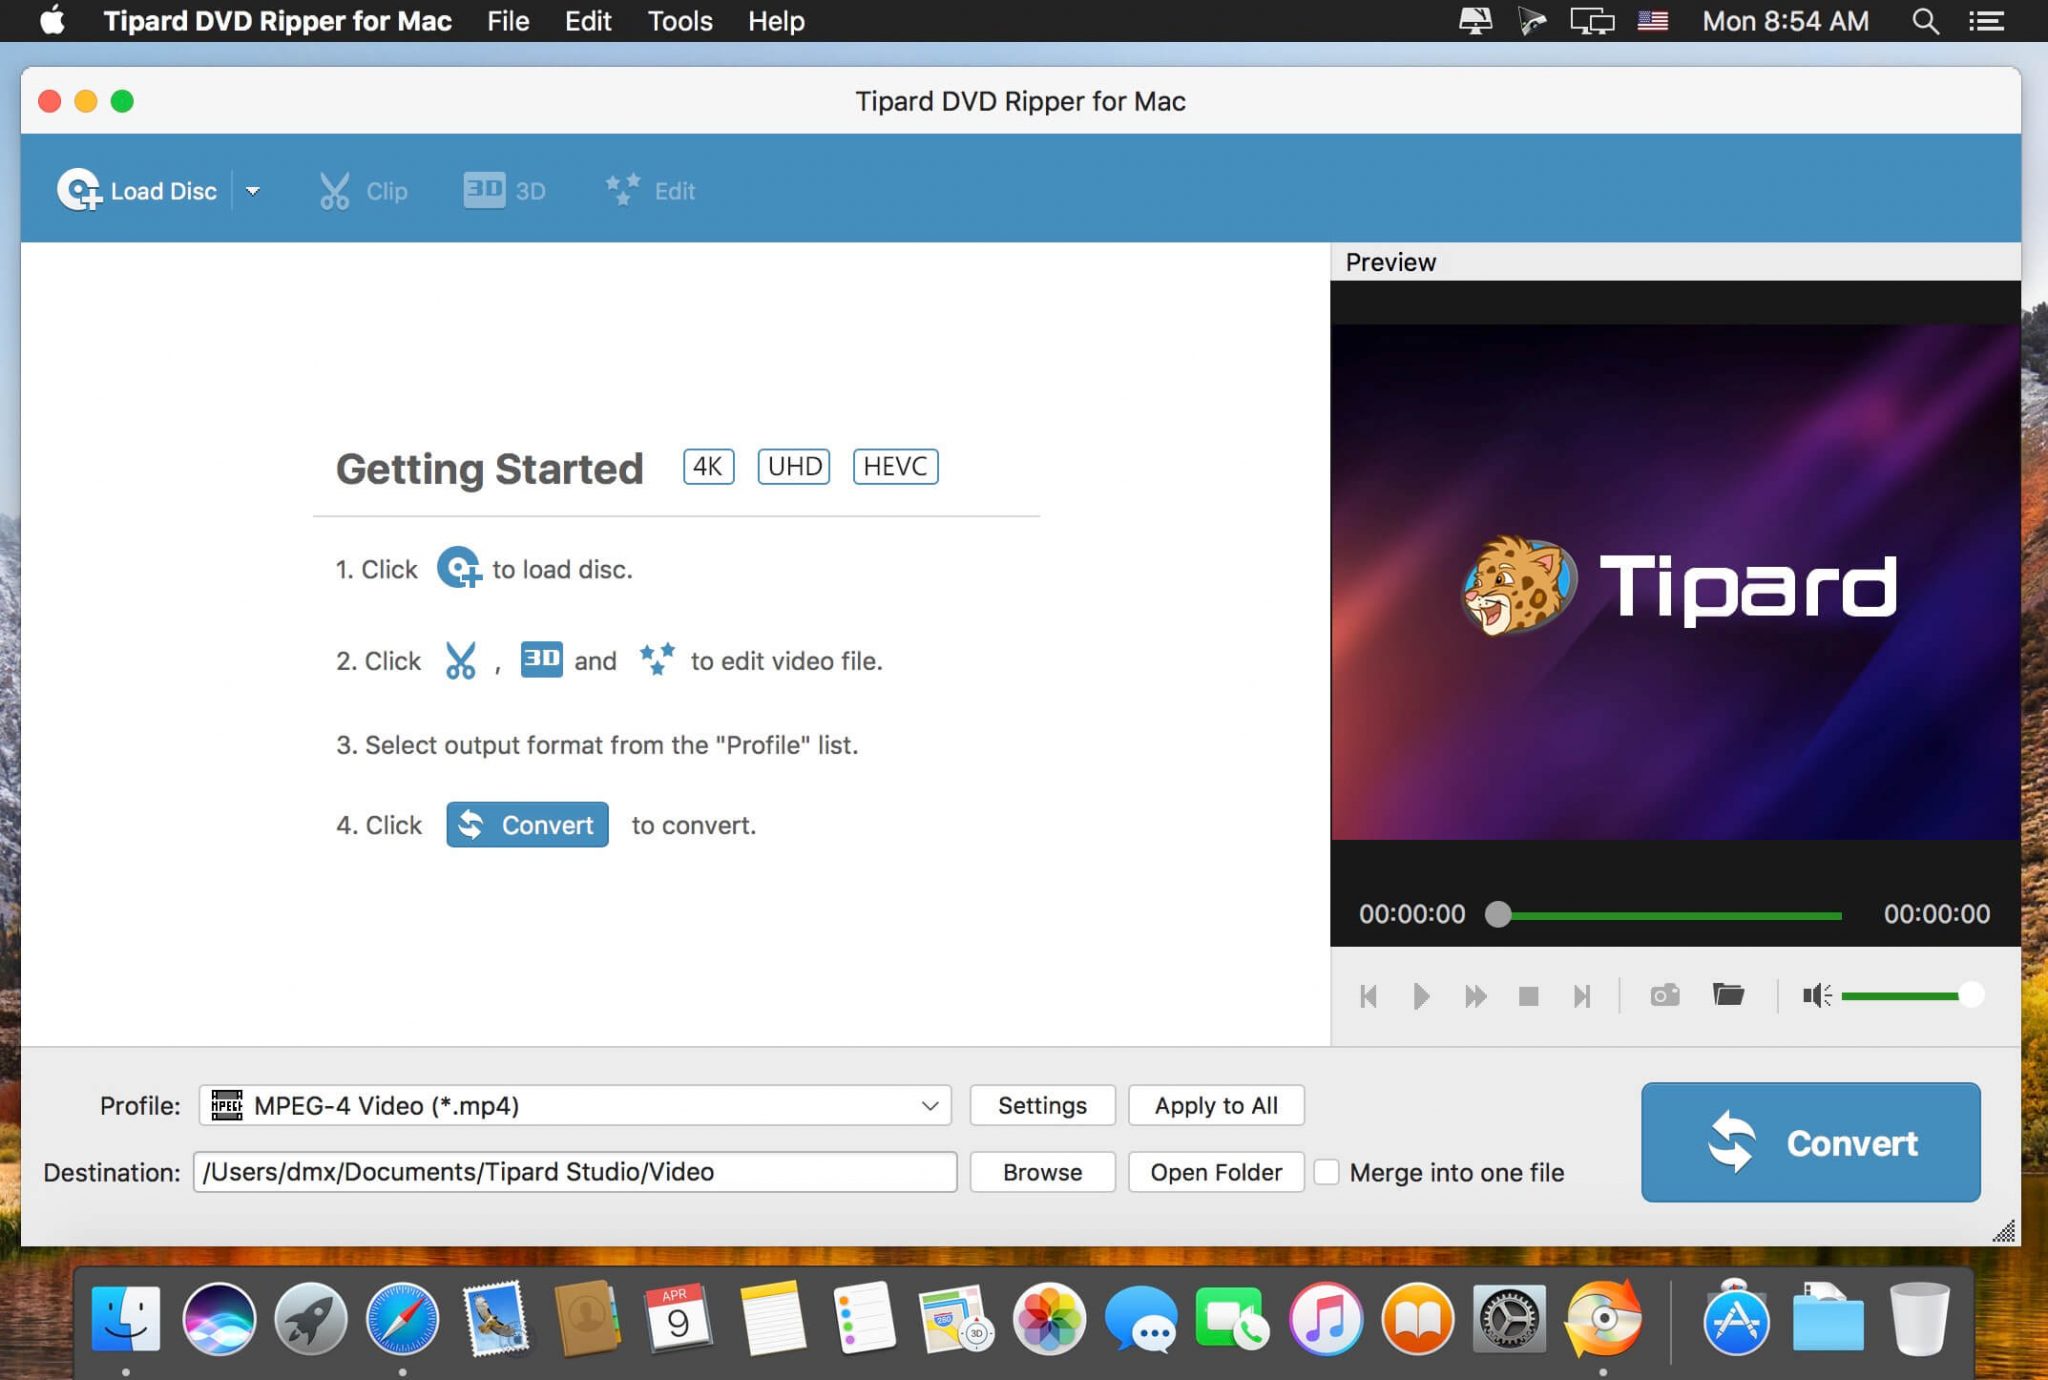 Tipard DVD Ripper for Mac File Edit Tools Help Mon 8:54 AM
Tipard DVD Ripper for Mac
Load Disc Clip 3D 3D Edit
Preview
Getting Started 4K UHD HEVC
1. Click to load disc.
2. Click , 3D and to edit video file.
3. Select output format from the "Profile" list.
4. Click Convert to convert.
Tipard
00:00:00 00:00:00
Profile: MPEG MPEG-4 Video (*.mp4) Settings Apply to All
Destination: /Users/dmx/Documents/Tipard Studio/Video Browse Open Folder Merge into one file
Convert
APR
9
280
3D